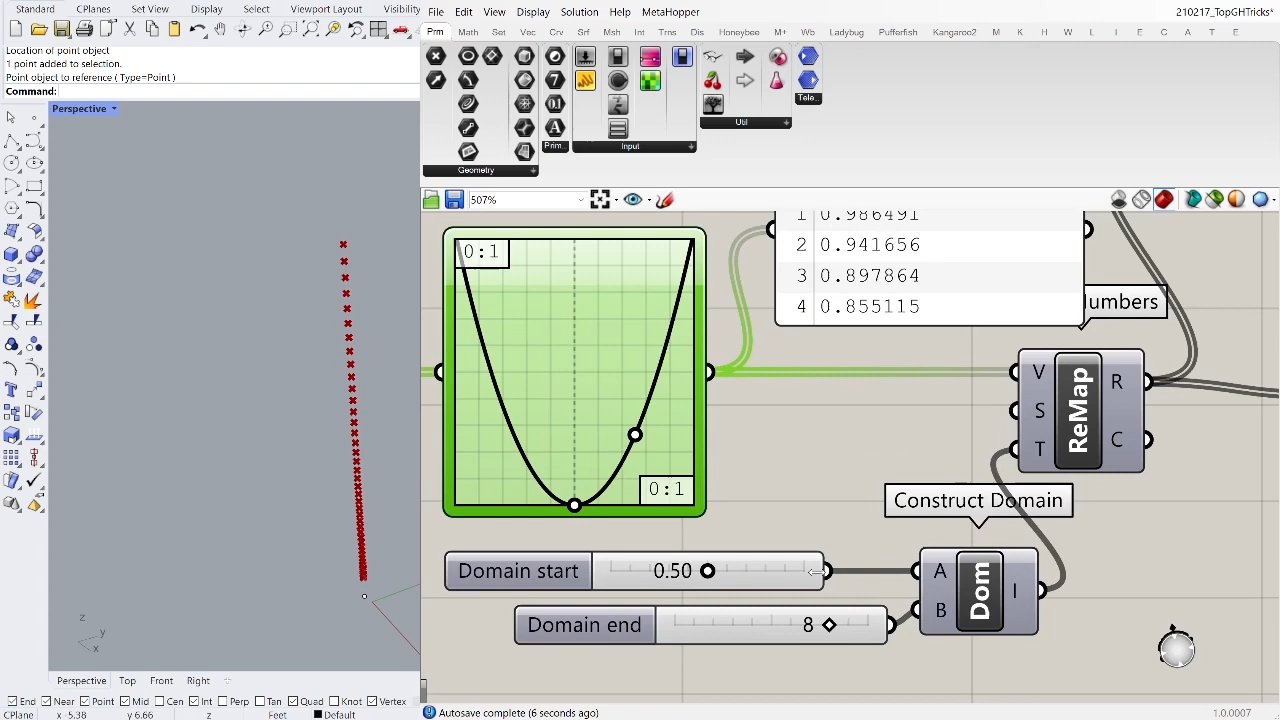 Standard CPlanes Set View Display Select Viewport Layout Visibility
Location of point object
1 point added to selection.
Point object to reference ( Type=Point )
Command:
Perspective
z
y
x
Perspective Top Front Right
End Near Point Mid Cen Int Perp Tan Quad Knot Vertex
CPlane x 5.38 y 6.66 z Feet Default
File Edit View Display Solution Help MetaHopper 210217_TopGHTricks*
Prm Math Set Vec Crv Srf Msh Int Trns Dis Honeybee M+ Wb Ladybug Pufferfish Kangaroo2 M K H W L I E C A T E
Geometry
Prim...
Input
Util
Tele...
507%
0:1
0:1
1 0.986491
2 0.941656
3 0.897864
4 0.855115
umbers
V
S
T
ReMap
R
C
Construct Domain
Domain start 0.50
Domain end 8
A
B
Dom
I
Autosave complete (6 seconds ago) 1.0.0007